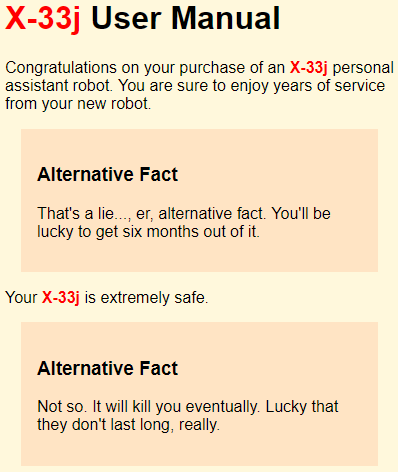 X-33j User Manual
Congratulations on your purchase of an X-33j personal
assistant robot. You are sure to enjoy years of service
from your new robot.
Alternative Fact
That's a lie..., er, alternative fact. You'll be
lucky to get six months out of it.
Your X-33j is extremely safe.
Alternative Fact
Not so. It will kill you eventually. Lucky that
they don't last long, really.